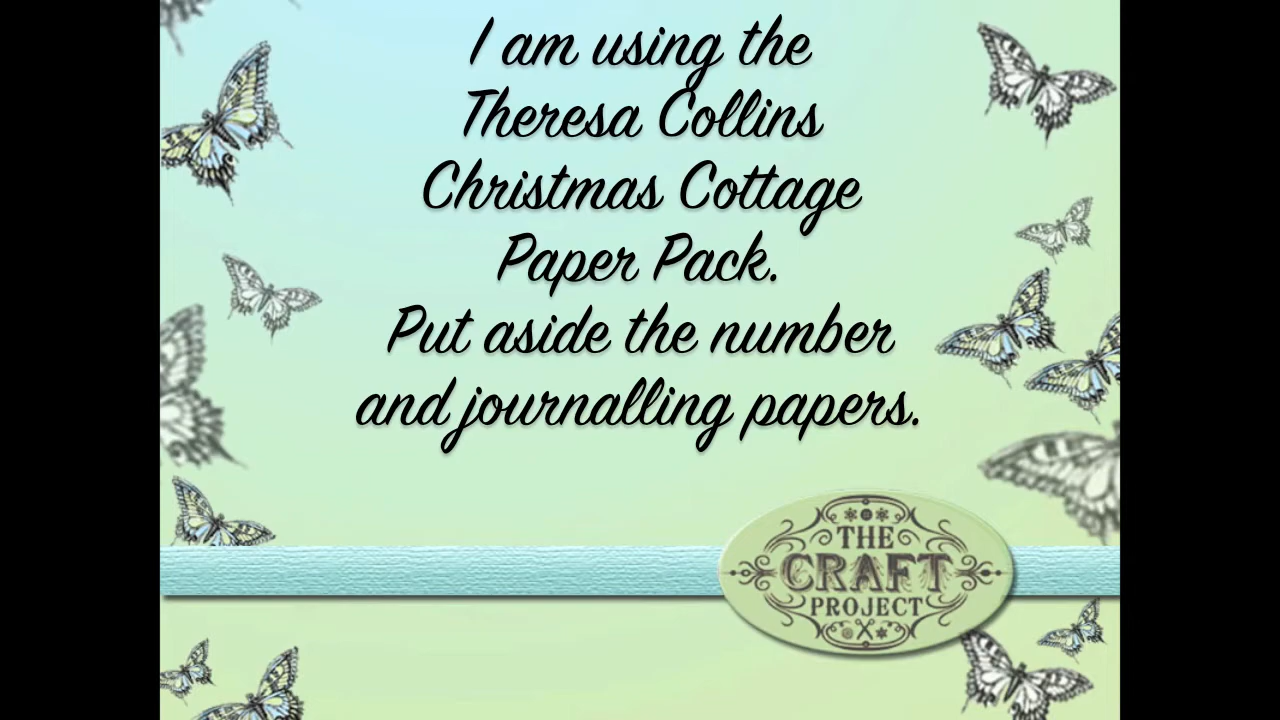 I am using the
Theresa Collins
Christmas Cottage
Paper Pack.
Put aside the number
and journalling papers.
THE
CRAFT
PROJECT